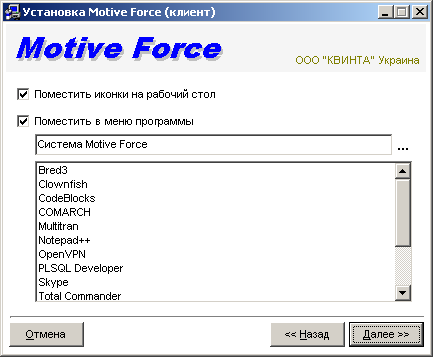 Установка Motive Force (клиент)
Motive Force
ООО "КВИНТА" Украина
Поместить иконки на рабочий стол
Поместить в меню программы
Система Motive Force
...
Bred3
Clownfish
CodeBlocks
COMARCH
Multitran
Notepad++
OpenVPN
PLSQL Developer
Skype
Total Commander
Отмена
<< Назад
Далее >>